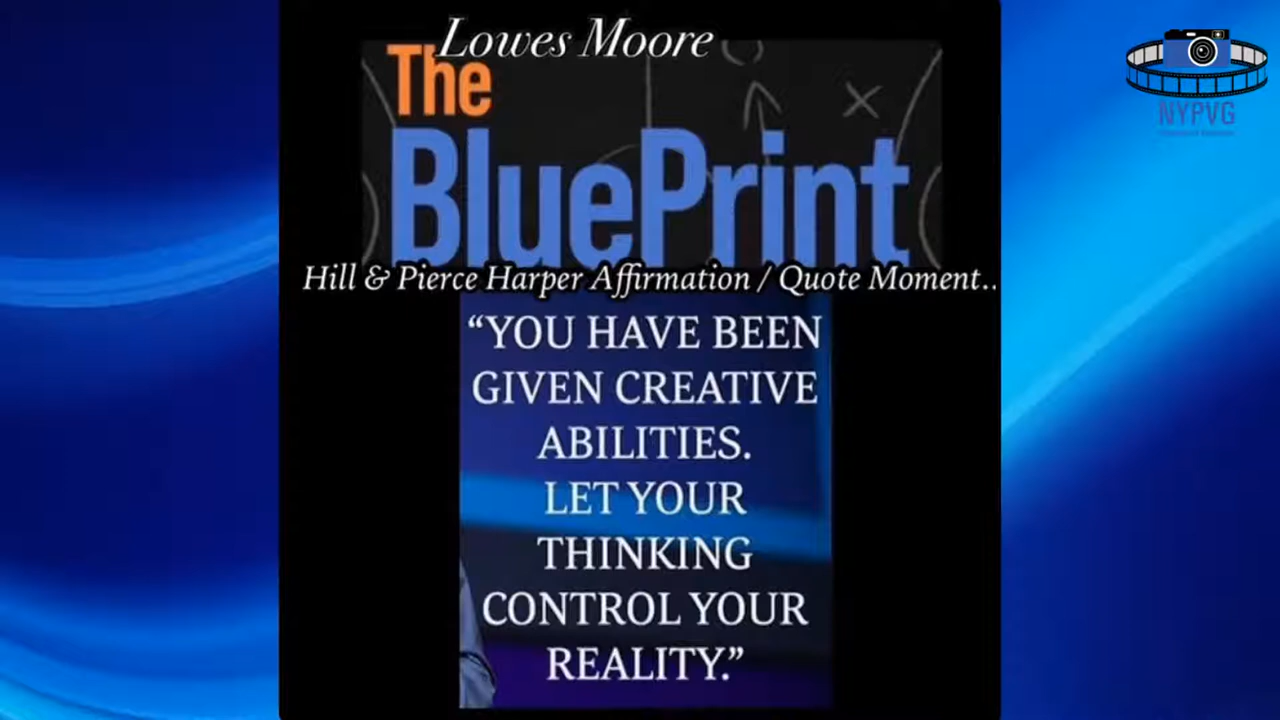 Lowes Moore
The
BluePrint
NYPVG
Hill & Pierce Harper Affirmation / Quote Moment..
“YOU HAVE BEEN
GIVEN CREATIVE
ABILITIES.
LET YOUR
THINKING
CONTROL YOUR
REALITY.”